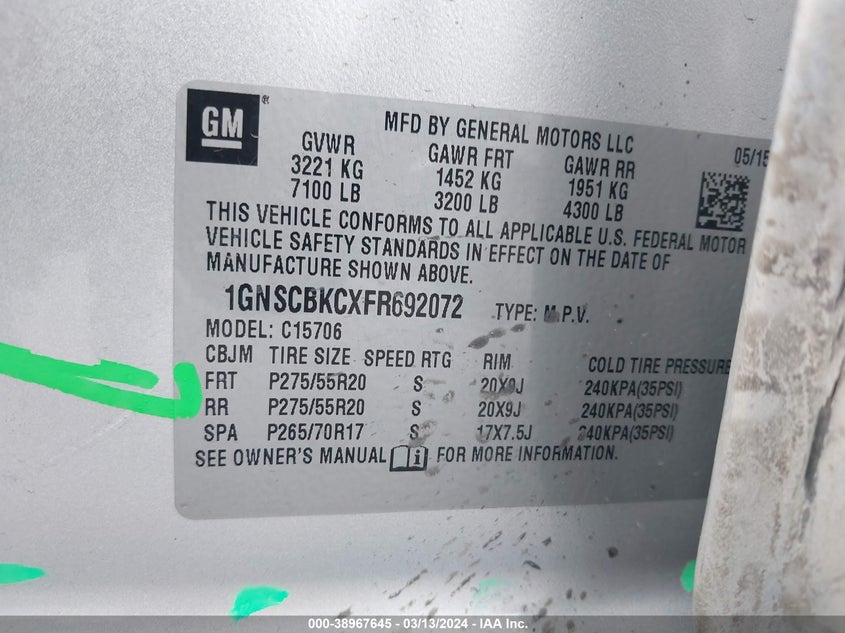 GM
®
MFD BY GENERAL MOTORS LLC
GVWR GAWR FRT GAWR RR 05/15
3221 KG 1452 KG 1951 KG
7100 LB 3200 LB 4300 LB
THIS VEHICLE CONFORMS TO ALL APPLICABLE U.S. FEDERAL MOTOR
VEHICLE SAFETY STANDARDS IN EFFECT ON THE DATE OF
MANUFACTURE SHOWN ABOVE.
1GNSCBKCXFR692072 TYPE: M.P.V.
MODEL: C15706
CBJM TIRE SIZE SPEED RTG RIM COLD TIRE PRESSURE
FRT P275/55R20 S 20X9J 240KPA(35PSI)
RR P275/55R20 S 20X9J 240KPA(35PSI)
SPA P265/70R17 S 17X7.5J 240KPA(35PSI)
SEE OWNER'S MANUAL i FOR MORE INFORMATION.
000-38967645 / 03/13/2024 - IAA Inc.